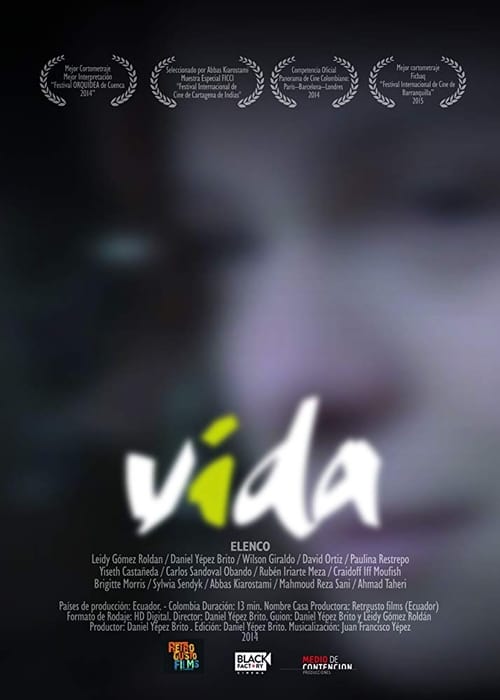 Mejor Cortometraje
Mejor Interpretación
"Festival ORQUÍDEA de Cuenca
2014"
Seleccionado por Abbas Kiarostami
Muestra Especial FICCI
"Festival Internacional de
Cine de Cartagena de Indias"
Competencia Oficial
Panorama de Cine Colombiano:
París-Barcelona-Londres
2014
Mejor cortometraje
Ficbaq
"Festival Internacional de Cine de
Barranquilla"
2015
vida
ELENCO
Leidy Gómez Roldan / Daniel Yépez Brito / Wilson Giraldo / David Ortiz / Paulina Restrepo
Yiseth Castañeda / Carlos Sandoval Obando / Rubén Iriarte Meza / Craidoff Iff Moufish
Brigitte Morris / Sylwia Sendyk / Abbas Kiarostami / Mahmoud Reza Sani / Ahmad Taheri
Países de producción: Ecuador. - Colombia Duración: 13 min. Nombre Casa Productora: Retrgusto films (Ecuador)
Formato de Rodaje: HD Digital. Director: Daniel Yépez Brito. Guion: Daniel Yépez Brito y Leidy Gómez Roldán
Productor: Daniel Yépez Brito . Edición: Daniel Yépez Brito. Musicalización: Juan Francisco Yépez
2014
RETRO
GUSTO
FILMS
BLACK
FACTORY
CINEMA
MEDIO DE
CONTENCION
PRODUCCIONES